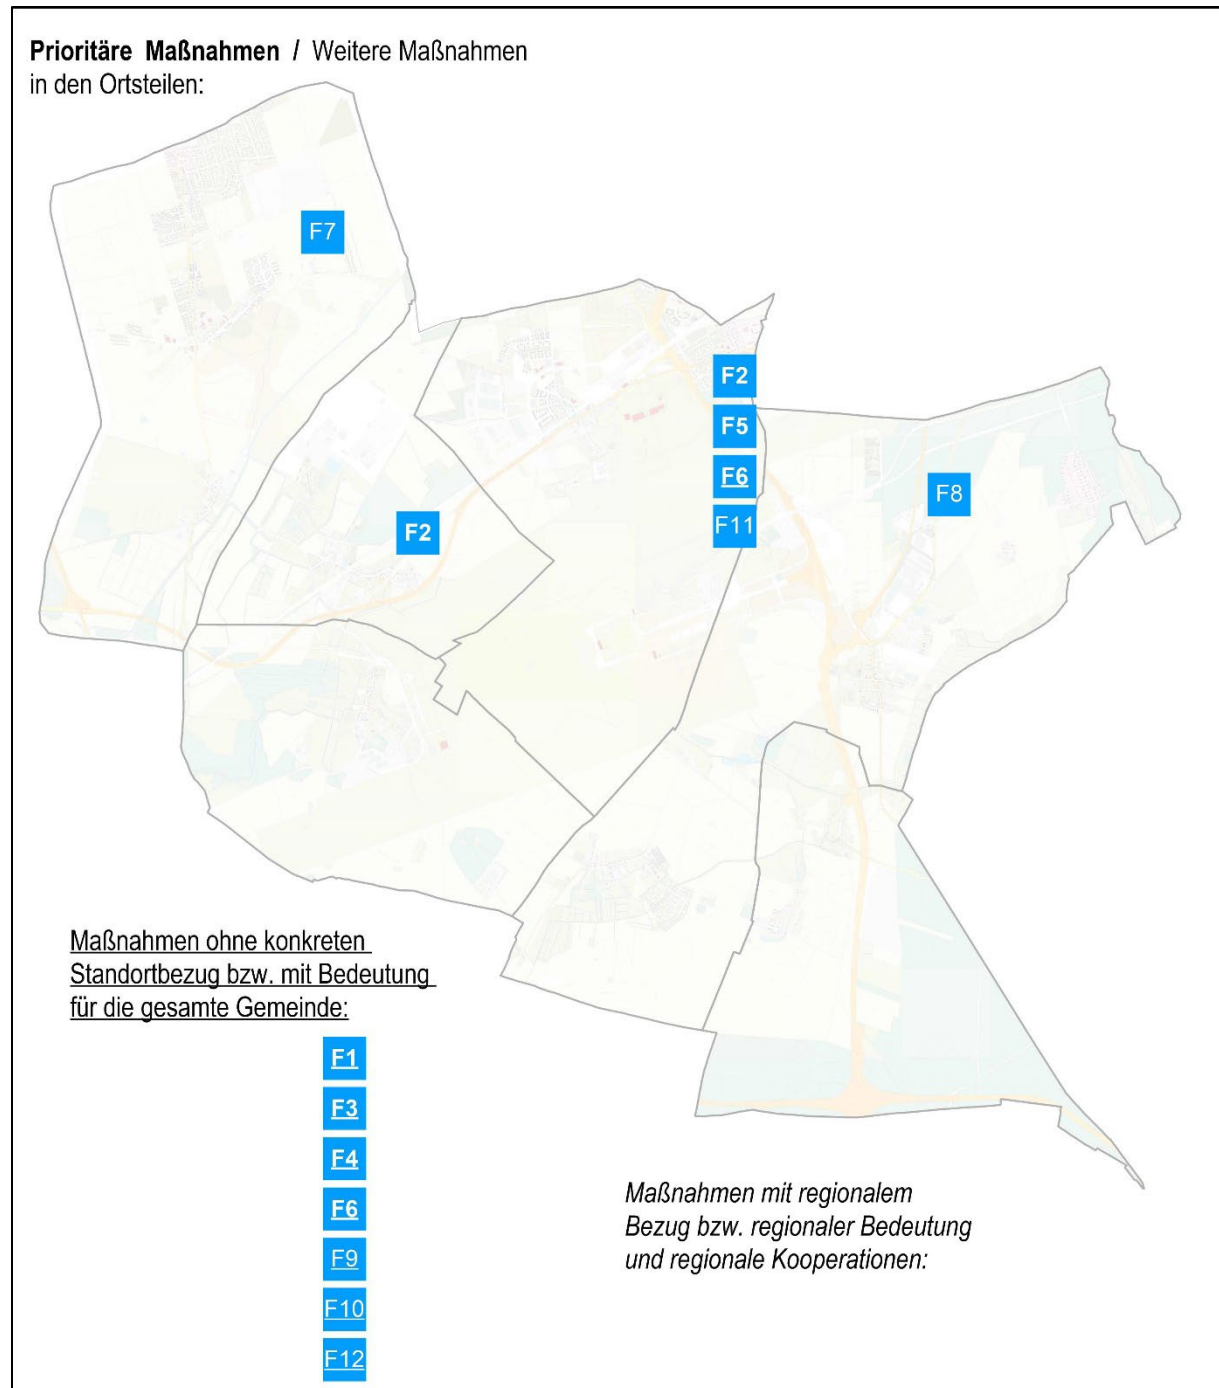 Prioritäre Maßnahmen / Weitere Maßnahmen
in den Ortsteilen:
F7
F2
F5
F6
F11
F8
F2
Maßnahmen ohne konkreten
Standortbezug bzw. mit Bedeutung
für die gesamte Gemeinde:
F1
F3
F4
F6
F9
F10
F12
Maßnahmen mit regionalem
Bezug bzw. regionaler Bedeutung
und regionale Kooperationen: